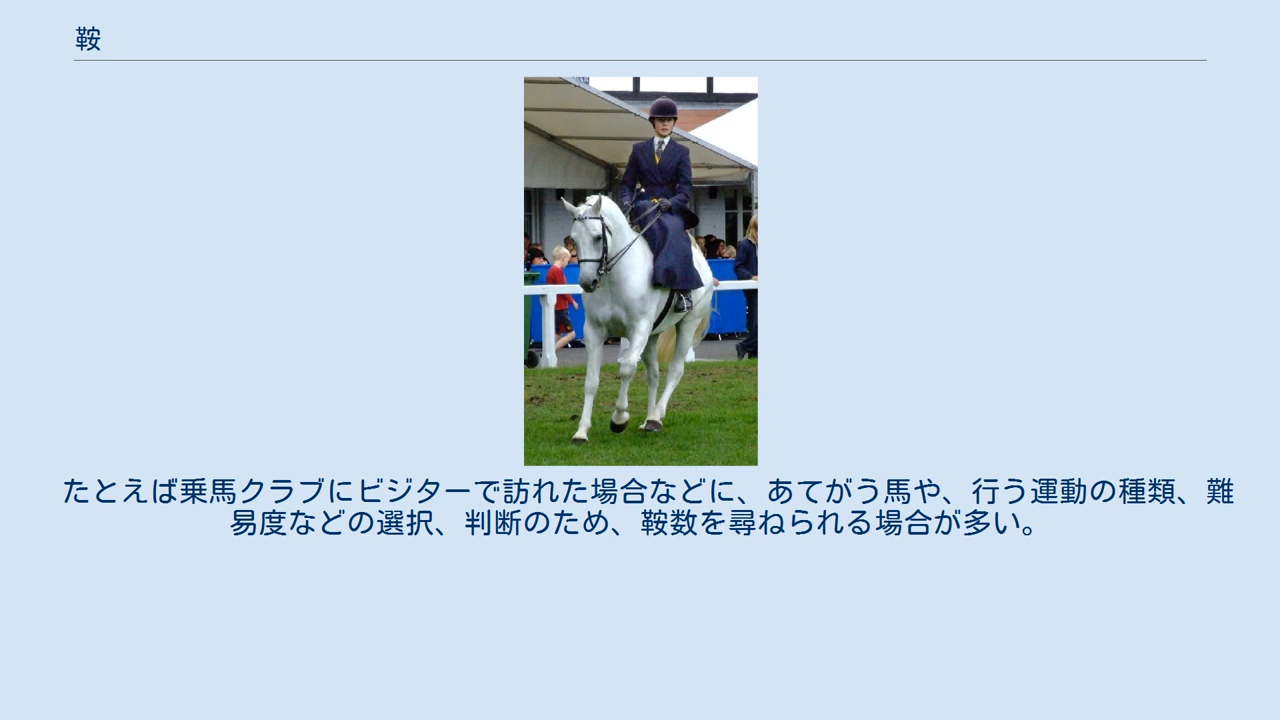 鞍
たとえば乗馬クラブにビジターで訪れた場合などに、あてがう馬や、行う運動の種類、難
易度などの選択、判断のため、鞍数を尋ねられる場合が多い。